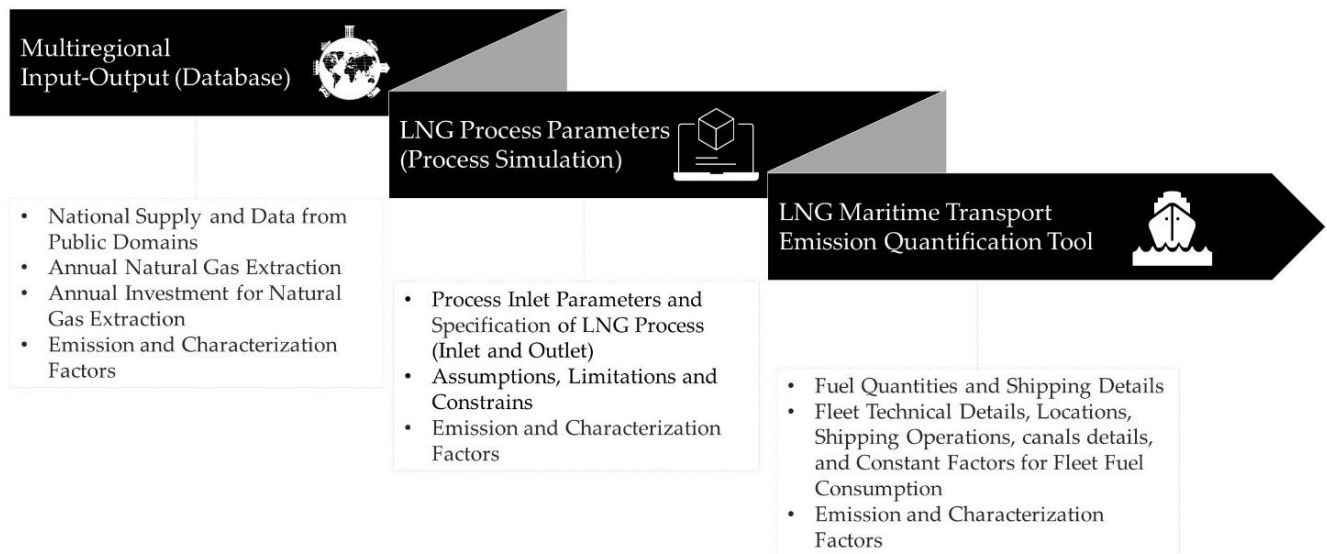 Multiregional
Input-Output (Database)
• National Supply and Data from
Public Domains
• Annual Natural Gas Extraction
• Annual Investment for Natural
Gas Extraction
• Emission and Characterization
Factors
LNG Process Parameters
(Process Simulation)
• Process Inlet Parameters and
Specification of LNG Process
(Inlet and Outlet)
• Assumptions, Limitations and
Constrains
• Emission and Characterization
Factors
LNG Maritime Transport
Emission Quantification Tool
• Fuel Quantities and Shipping Details
• Fleet Technical Details, Locations,
Shipping Operations, canals details,
and Constant Factors for Fleet Fuel
Consumption
• Emission and Characterization
Factors